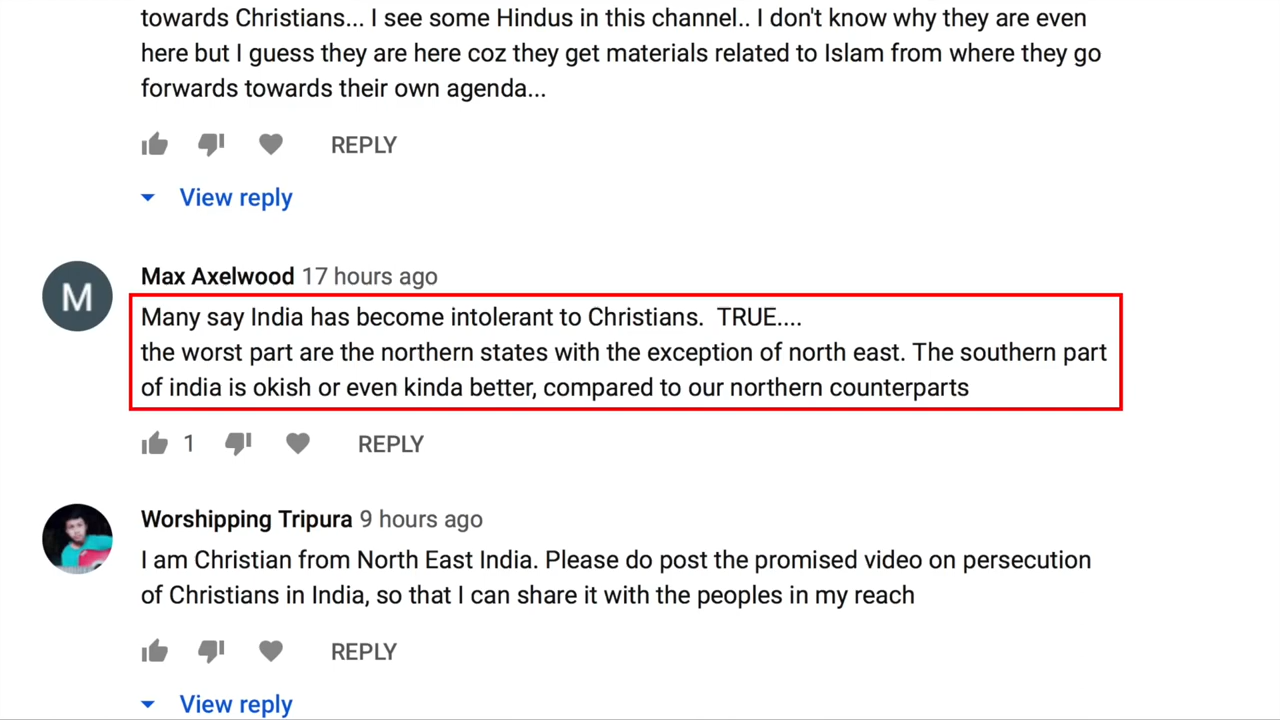 towards Christians... I see some Hindus in this channel.. I don't know why they are even
here but I guess they are here coz they get materials related to Islam from where they go
forwards towards their own agenda...
REPLY
View reply
M
Max Axelwood 17 hours ago
Many say India has become intolerant to Christians. TRUE....
the worst part are the northern states with the exception of north east. The southern part
of india is okish or even kinda better, compared to our northern counterparts
1 REPLY
Worshipping Tripura 9 hours ago
I am Christian from North East India. Please do post the promised video on persecution
of Christians in India, so that I can share it with the peoples in my reach
REPLY
View reply